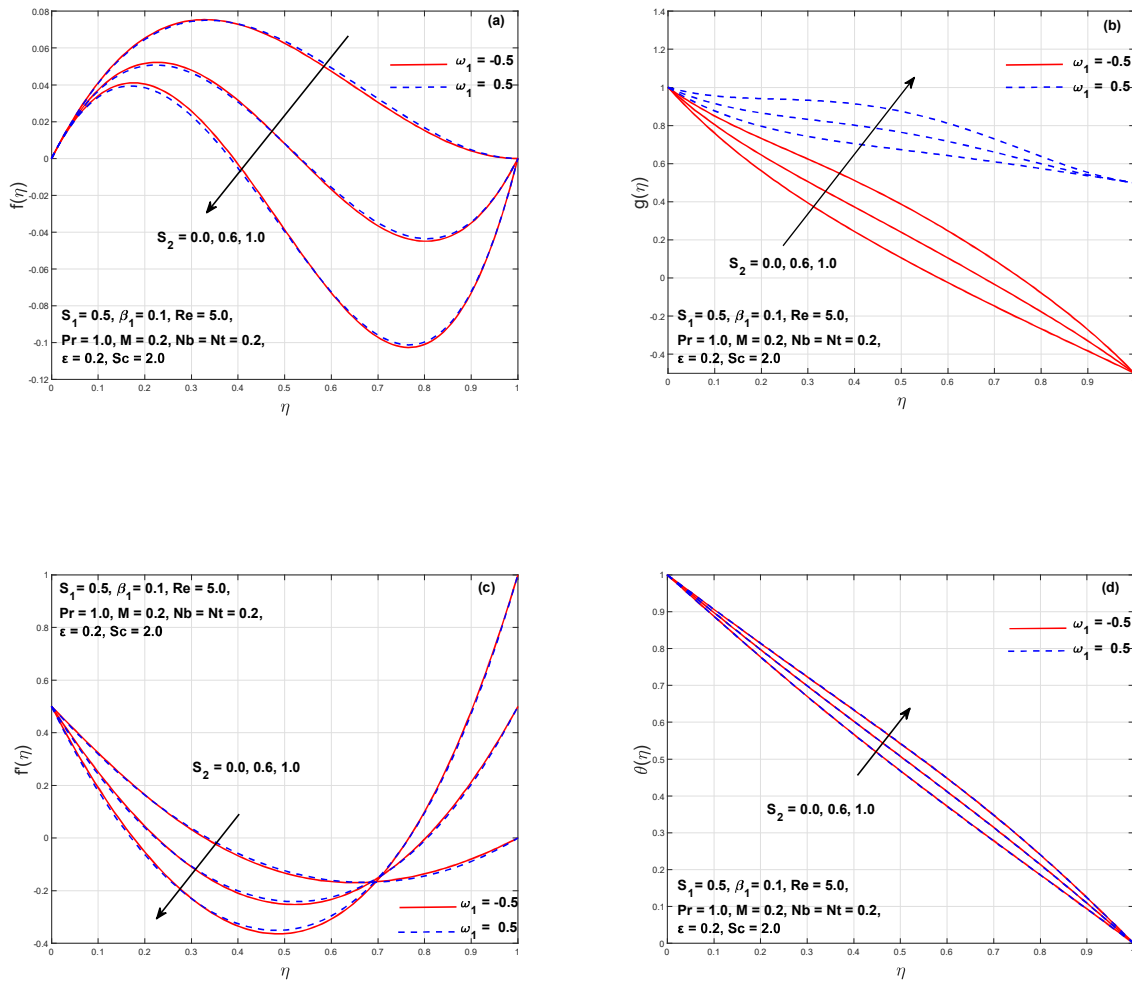 (a)
0.08
0.06
0.04
0.02
0
-0.02
-0.04
-0.06
-0.08
-0.1
-0.12
f(η)
ω₁ = -0.5
ω₁ = 0.5
S₂ = 0.0, 0.6, 1.0
S₁= 0.5, β₁= 0.1, Re = 5.0,
Pr = 1.0, M = 0.2, Nb = Nt = 0.2,
ε = 0.2, Sc = 2.0
0 0.1 0.2 0.3 0.4 0.5 0.6 0.7 0.8 0.9 1
η
(b)
1.4
1.2
1
0.8
0.6
0.4
0.2
0
-0.2
-0.4
g(η)
ω₁ = -0.5
ω₁ = 0.5
S₂ = 0.0, 0.6, 1.0
S₁= 0.5, β₁= 0.1, Re = 5.0,
Pr = 1.0, M = 0.2, Nb = Nt = 0.2,
ε = 0.2, Sc = 2.0
0 0.1 0.2 0.3 0.4 0.5 0.6 0.7 0.8 0.9 1
η
(c)
1
0.8
0.6
0.4
0.2
0
-0.2
-0.4
f'(η)
S₁= 0.5, β₁= 0.1, Re = 5.0,
Pr = 1.0, M = 0.2, Nb = Nt = 0.2,
ε = 0.2, Sc = 2.0
S₂ = 0.0, 0.6, 1.0
ω₁ = -0.5
ω₁ = 0.5
0 0.1 0.2 0.3 0.4 0.5 0.6 0.7 0.8 0.9 1
η
(d)
1
0.9
0.8
0.7
0.6
0.5
0.4
0.3
0.2
0.1
0
θ(η)
ω₁ = -0.5
ω₁ = 0.5
S₂ = 0.0, 0.6, 1.0
S₁= 0.5, β₁= 0.1, Re = 5.0,
Pr = 1.0, M = 0.2, Nb = Nt = 0.2,
ε = 0.2, Sc = 2.0
0 0.1 0.2 0.3 0.4 0.5 0.6 0.7 0.8 0.9 1
η